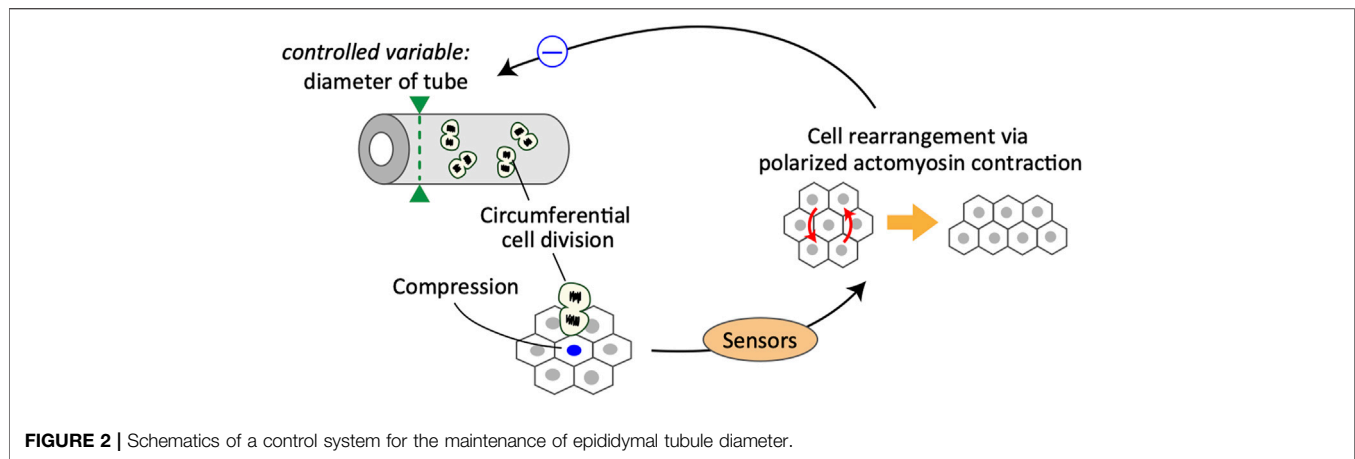 controlled variable:
diameter of tube
−
Cell rearrangement via
polarized actomyosin contraction
Circumferential
cell division
Compression
Sensors
FIGURE 2 | Schematics of a control system for the maintenance of epididymal tubule diameter.